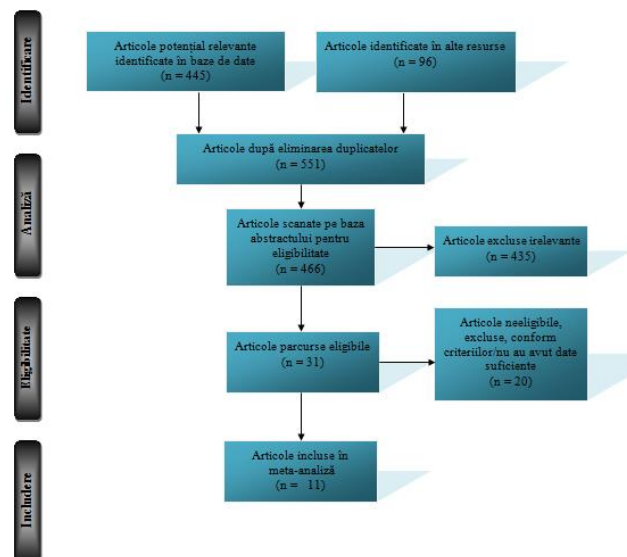 Identificare
Articole potențial relevante
identificate în baze de date
(n = 445)
Articole identificate în alte resurse
(n = 96)
Articole după eliminarea duplicatelor
(n = 551)
Analiză
Articole scanate pe baza
abstractului pentru
eligibilitate
(n = 466)
Articole excluse irelevante
(n = 435)
Eligibilitate
Articole parcurse eligibile
(n = 31)
Articole neeligibile,
excluse, conform
criteriilor/nu au avut date
suficiente
(n = 20)
Includere
Articole incluse în
meta-analiză
(n = 11)